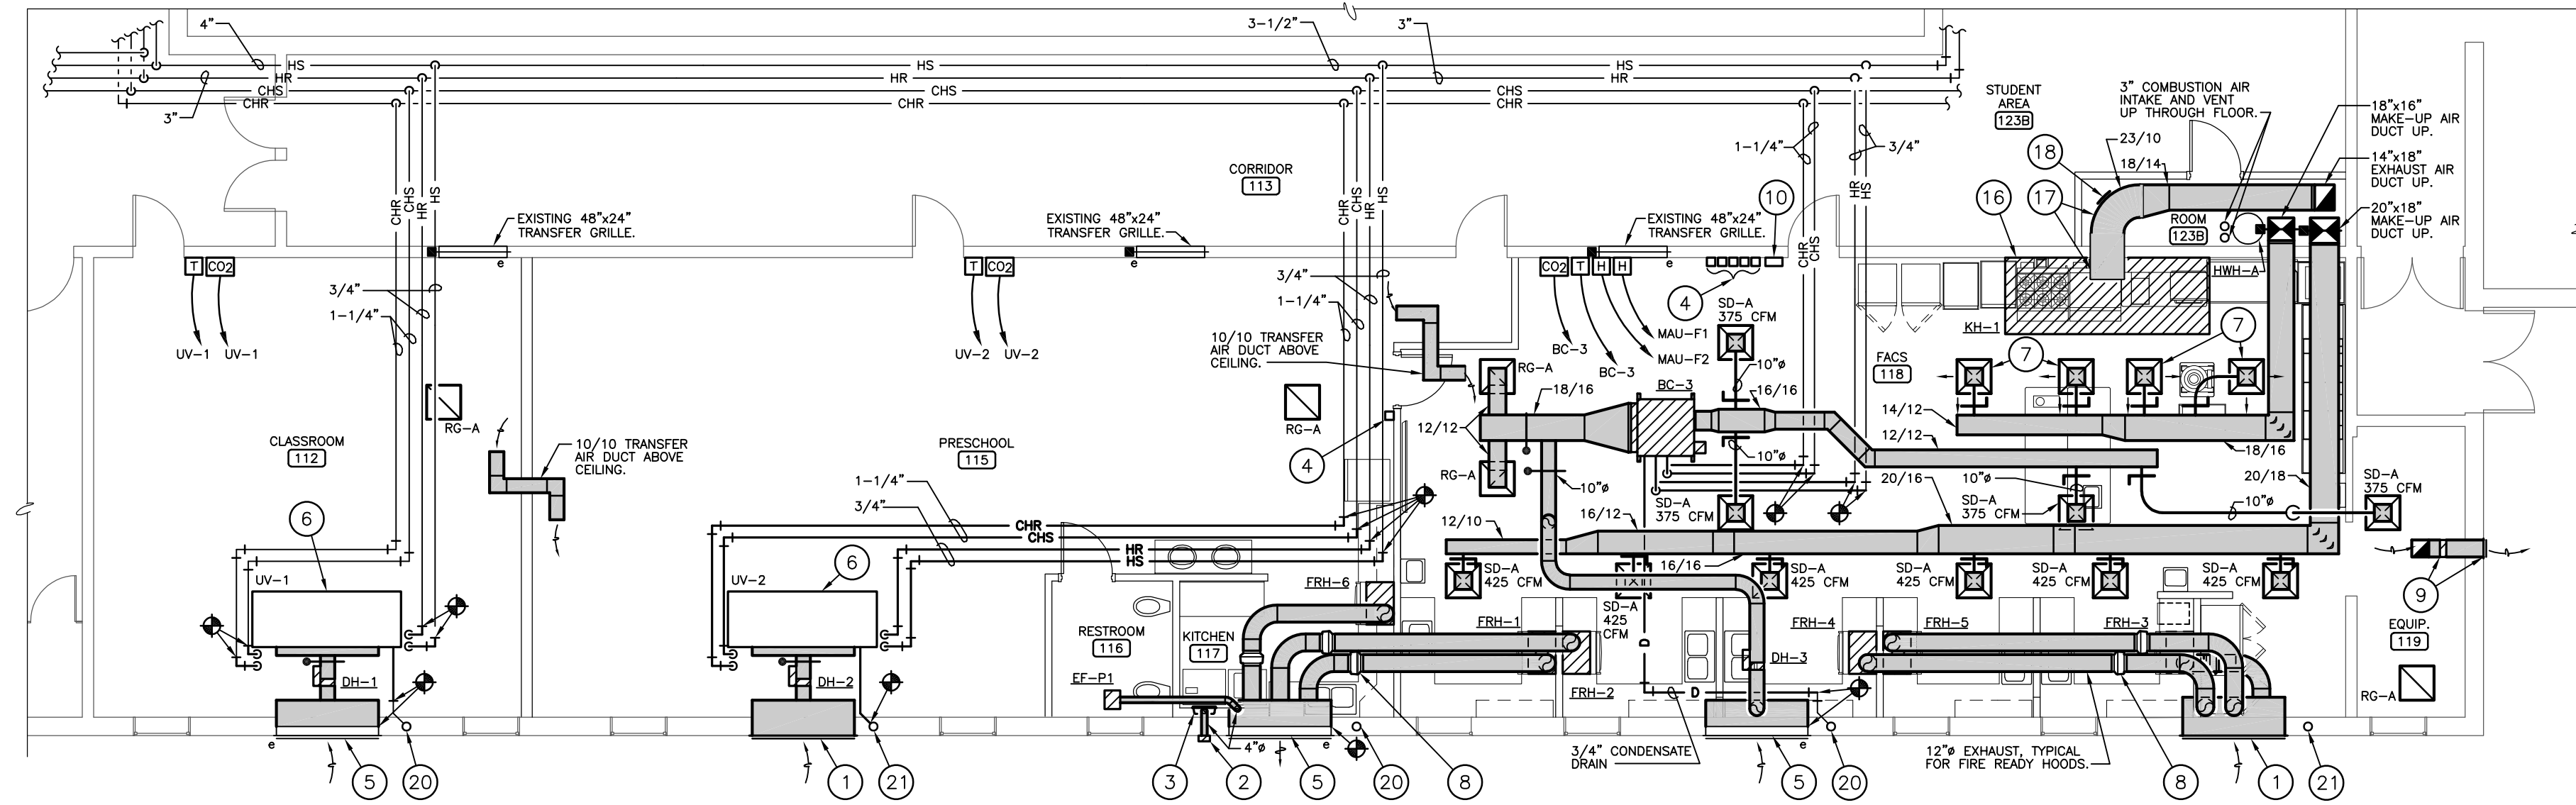 4"
3-1/2"
3"
HS
HS
HS
HR
HR
HR
CHS
CHS
CHS
CHR
CHR
CHR
3"
STUDENT
AREA
123B
3" COMBUSTION AIR
INTAKE AND VENT
UP THROUGH FLOOR.
18"x16"
MAKE-UP AIR
DUCT UP.
14"x18"
EXHAUST AIR
DUCT UP.
20"x18"
MAKE-UP AIR
DUCT UP.
23/10
18/14
18
1-1/4"
3/4"
CORRIDOR
113
CHR
CHS
HR
HS
CHR
CHS
HR
HS
CHR
CHS
HR
HS
10
16
17
ROOM
123B
HWH-A
EXISTING 48"x24"
TRANSFER GRILLE.
e
EXISTING 48"x24"
TRANSFER GRILLE.
e
EXISTING 48"x24"
TRANSFER GRILLE.
e
T
CO2
T
CO2
CO2
T
H
H
4
3/4"
1-1/4"
3/4"
1-1/4"
UV-1
UV-1
UV-2
UV-2
BC-3
BC-3
MAU-F1
MAU-F2
SD-A
375 CFM
KH-1
7
7
10/10 TRANSFER
AIR DUCT ABOVE
CEILING.
RG-A
18/16
BC-3
10"ø
16/16
FACS
118
RG-A
RG-A
12/12
14/12
12/12
18/16
CLASSROOM
112
10/10 TRANSFER
AIR DUCT ABOVE
CEILING.
PRESCHOOL
115
4
RG-A
10"ø
10"ø
20/16
10"ø
20/18
SD-A
375 CFM
10"ø
1-1/4"
3/4"
SD-A
375 CFM
SD-A
375 CFM
6
CHR
CHS
HR
HS
12/10
16/12
16/16
UV-1
UV-2
6
FRH-6
SD-A
425 CFM
SD-A
425
CFM
SD-A
425 CFM
SD-A
425 CFM
SD-A
425 CFM
SD-A
425 CFM
9
EQUIP.
119
RG-A
RESTROOM
116
KITCHEN
117
FRH-1
D
FRH-4
FRH-5
FRH-3
DH-1
DH-2
EF-P1
FRH-2
D
DH-3
4"ø
e
e
e
3/4" CONDENSATE
DRAIN
12"ø EXHAUST, TYPICAL
FOR FIRE READY HOODS.
5
20
1
21
3
2
5
20
8
5
20
8
1
21